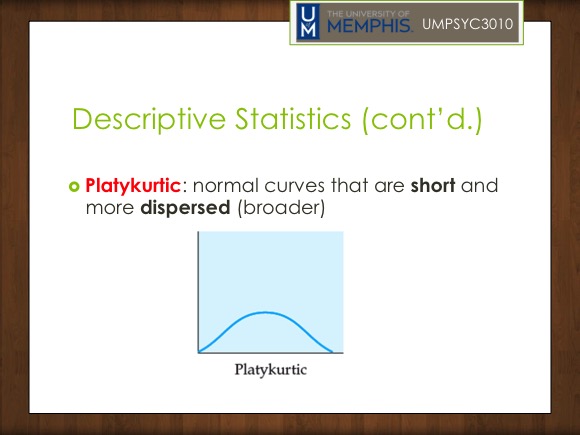 UM
THE UNIVERSITY OF
MEMPHIS.
UMPSYC3010
Descriptive Statistics (cont’d.)
Platykurtic: normal curves that are short and
more dispersed (broader)
Platykurtic